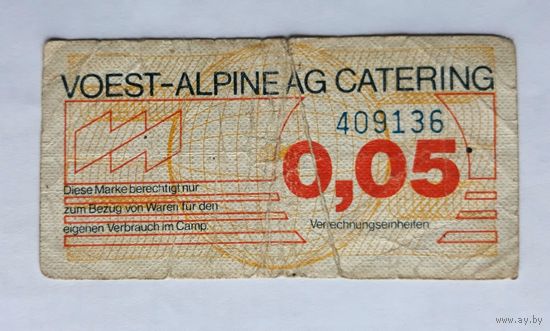 VOEST-ALPINE AG CATERING
409136
0,05
Diese Marke berechtigt nur
zum Bezug von Waren für den
eigenen Verbrauch im Camp.
Verrechnungseinheiten
www.ay.by